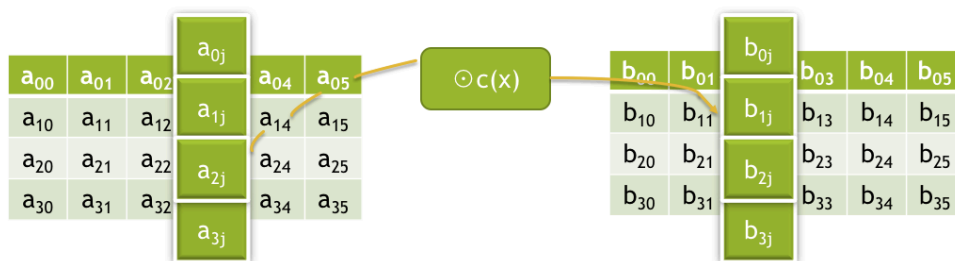 a0j
a00 a01 a02 a04 a05
a1j
a10 a11 a12 a14 a15
a20 a21 a22 a2j a24 a25
a30 a31 a32 a34 a35
a3j
⊙c(x)
b0j
b00 b01 b03 b04 b05
b1j
b10 b11 b13 b14 b15
b20 b21 b2j b23 b24 b25
b30 b31 b33 b34 b35
b3j